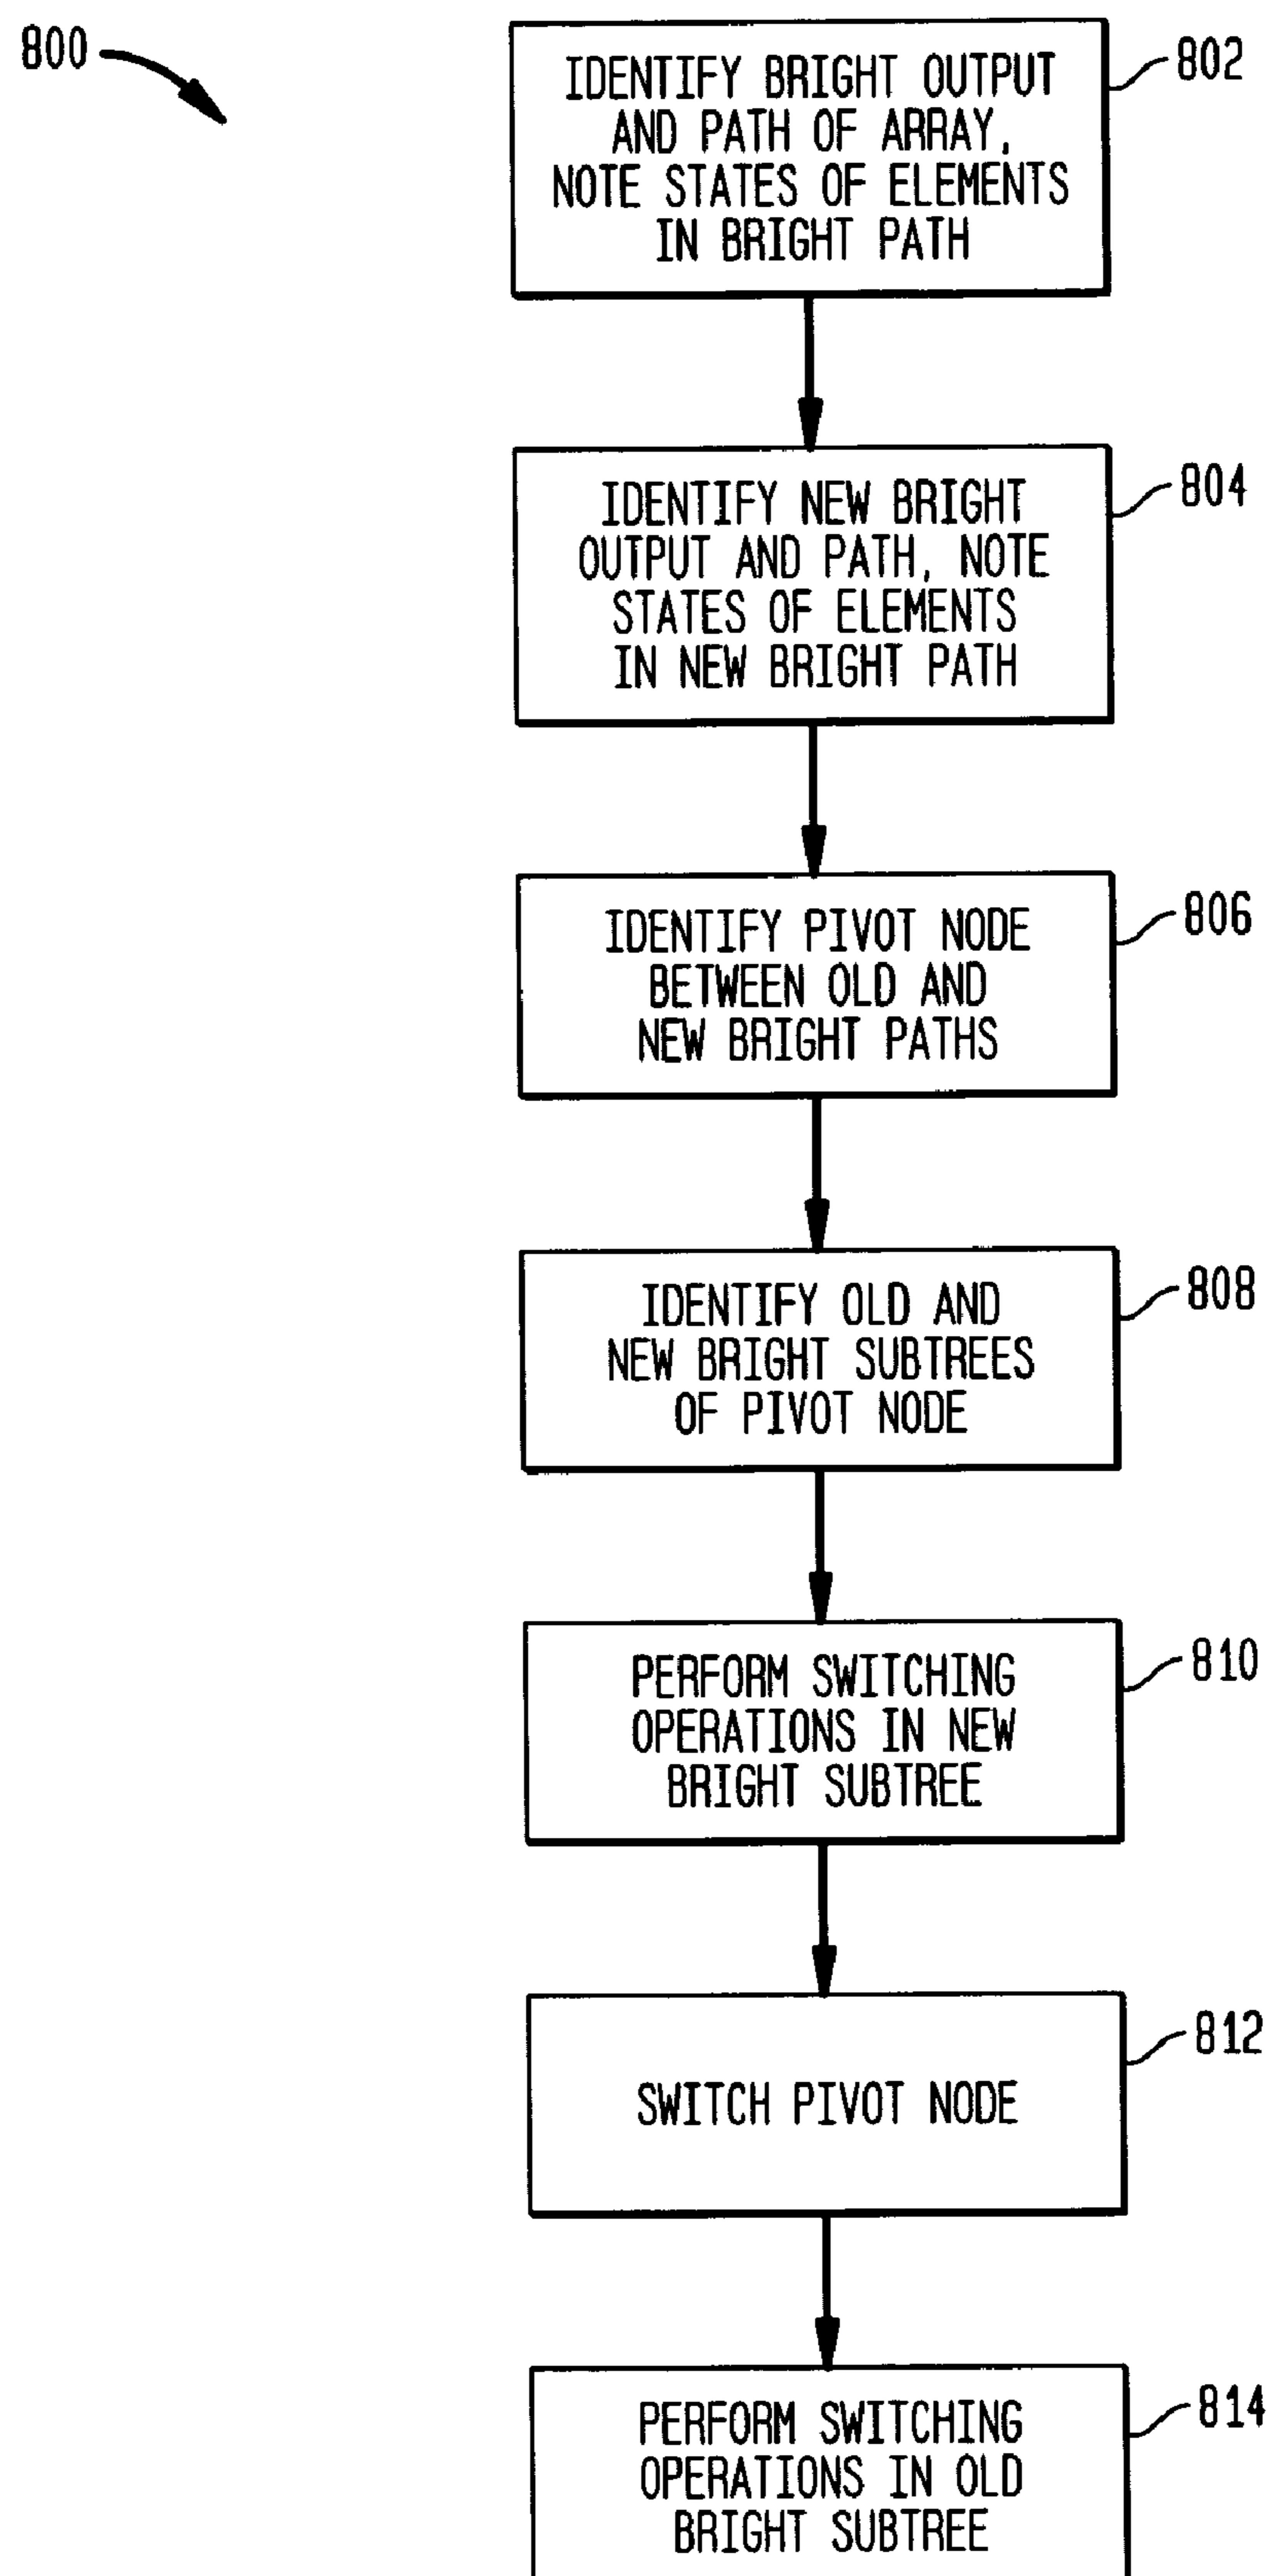 800
802
IDENTIFY BRIGHT OUTPUT
AND PATH OF ARRAY,
NOTE STATES OF ELEMENTS
IN BRIGHT PATH
804
IDENTIFY NEW BRIGHT
OUTPUT AND PATH, NOTE
STATES OF ELEMENTS
IN NEW BRIGHT PATH
806
IDENTIFY PIVOT NODE
BETWEEN OLD AND
NEW BRIGHT PATHS
808
IDENTIFY OLD AND
NEW BRIGHT SUBTREES
OF PIVOT NODE
810
PERFORM SWITCHING
OPERATIONS IN NEW
BRIGHT SUBTREE
812
SWITCH PIVOT NODE
814
PERFORM SWITCHING
OPERATIONS IN OLD
BRIGHT SUBTREE